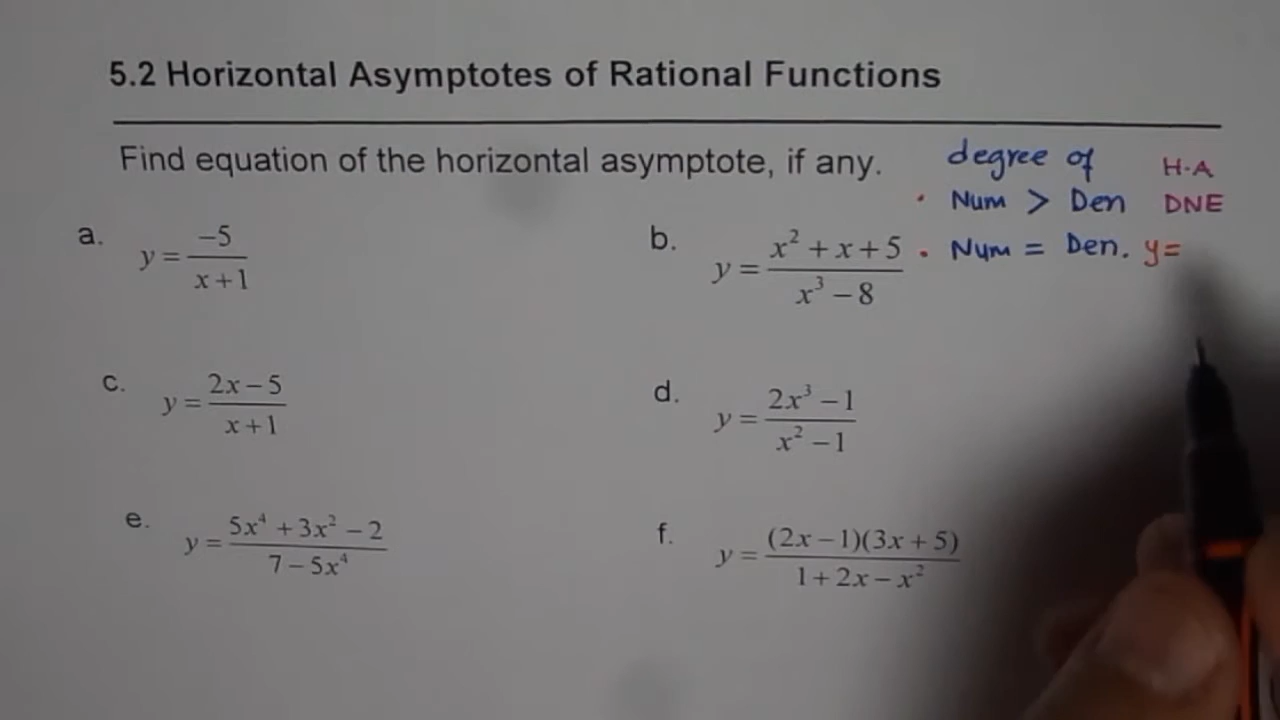 5.2 Horizontal Asymptotes of Rational Functions
Find equation of the horizontal asymptote, if any.
degree of H.A
• Num > Den DNE
• Num = Den. y=
a. y = −5 / x+1
b. y = x² + x + 5 / x³ − 8
c. y = 2x − 5 / x+1
d. y = 2x³ − 1 / x² − 1
e. y = 5x⁴ + 3x² − 2 / 7 − 5x⁴
f. y = (2x − 1)(3x + 5) / 1 + 2x − x²